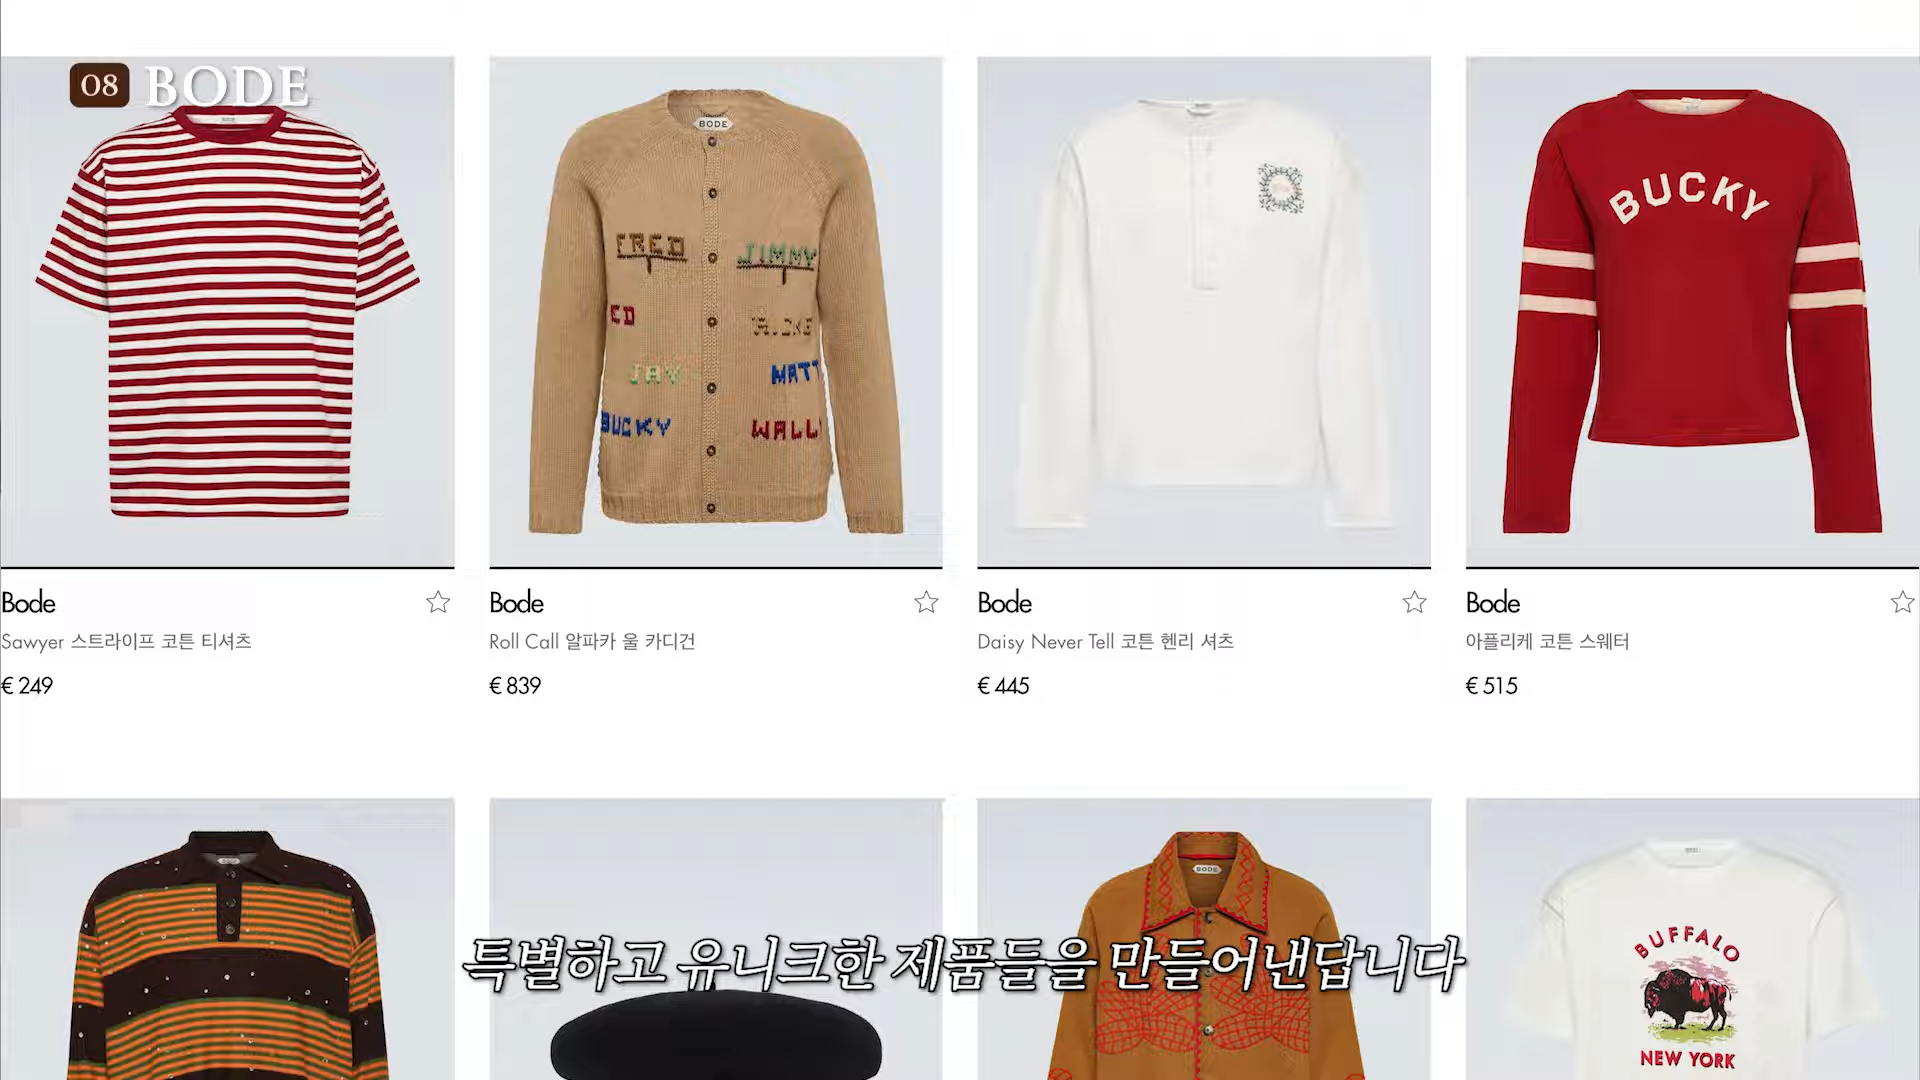 08 BODE
BODE
FRED
JIMMY
ED
JAY
MATT
BUCKY
WALL
BUCKY
Bode
Sawyer 스트라이프 코튼 티셔츠
€ 249
Bode
Roll Call 알파카 울 카디건
€ 839
Bode
Daisy Never Tell 코튼 헨리 셔츠
€ 445
Bode
아플리케 코튼 스웨터
€ 515
BODE
BUFFALO
NEW YORK
특별하고 유니크한 제품들을 만들어낸답니다